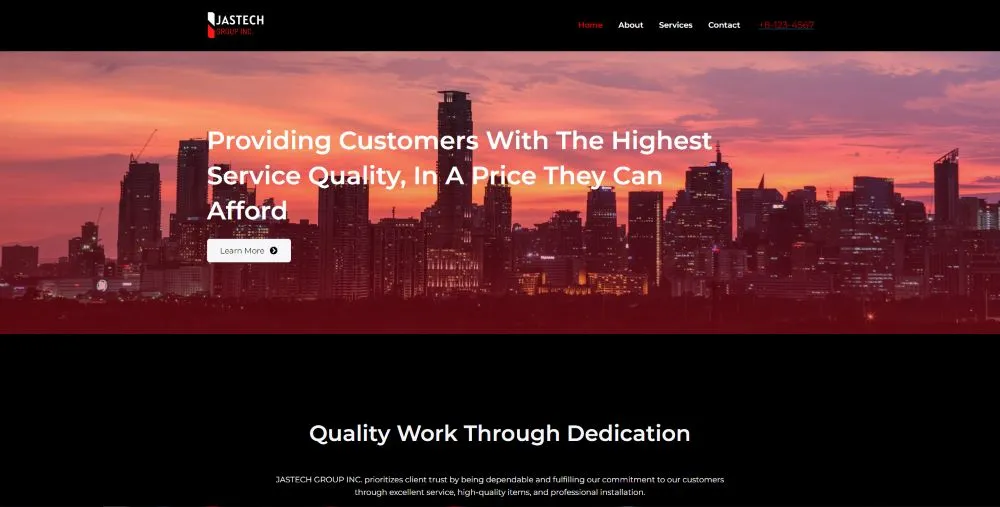 JASTECH
GROUP INC.
Home About Services Contact +8-123-4567
Providing Customers With The Highest
Service Quality, In A Price They Can
Afford
Learn More
Quality Work Through Dedication
JASTECH GROUP INC. prioritizes client trust by being dependable and fulfilling our commitment to our customers
through excellent service, high-quality items, and professional installation.